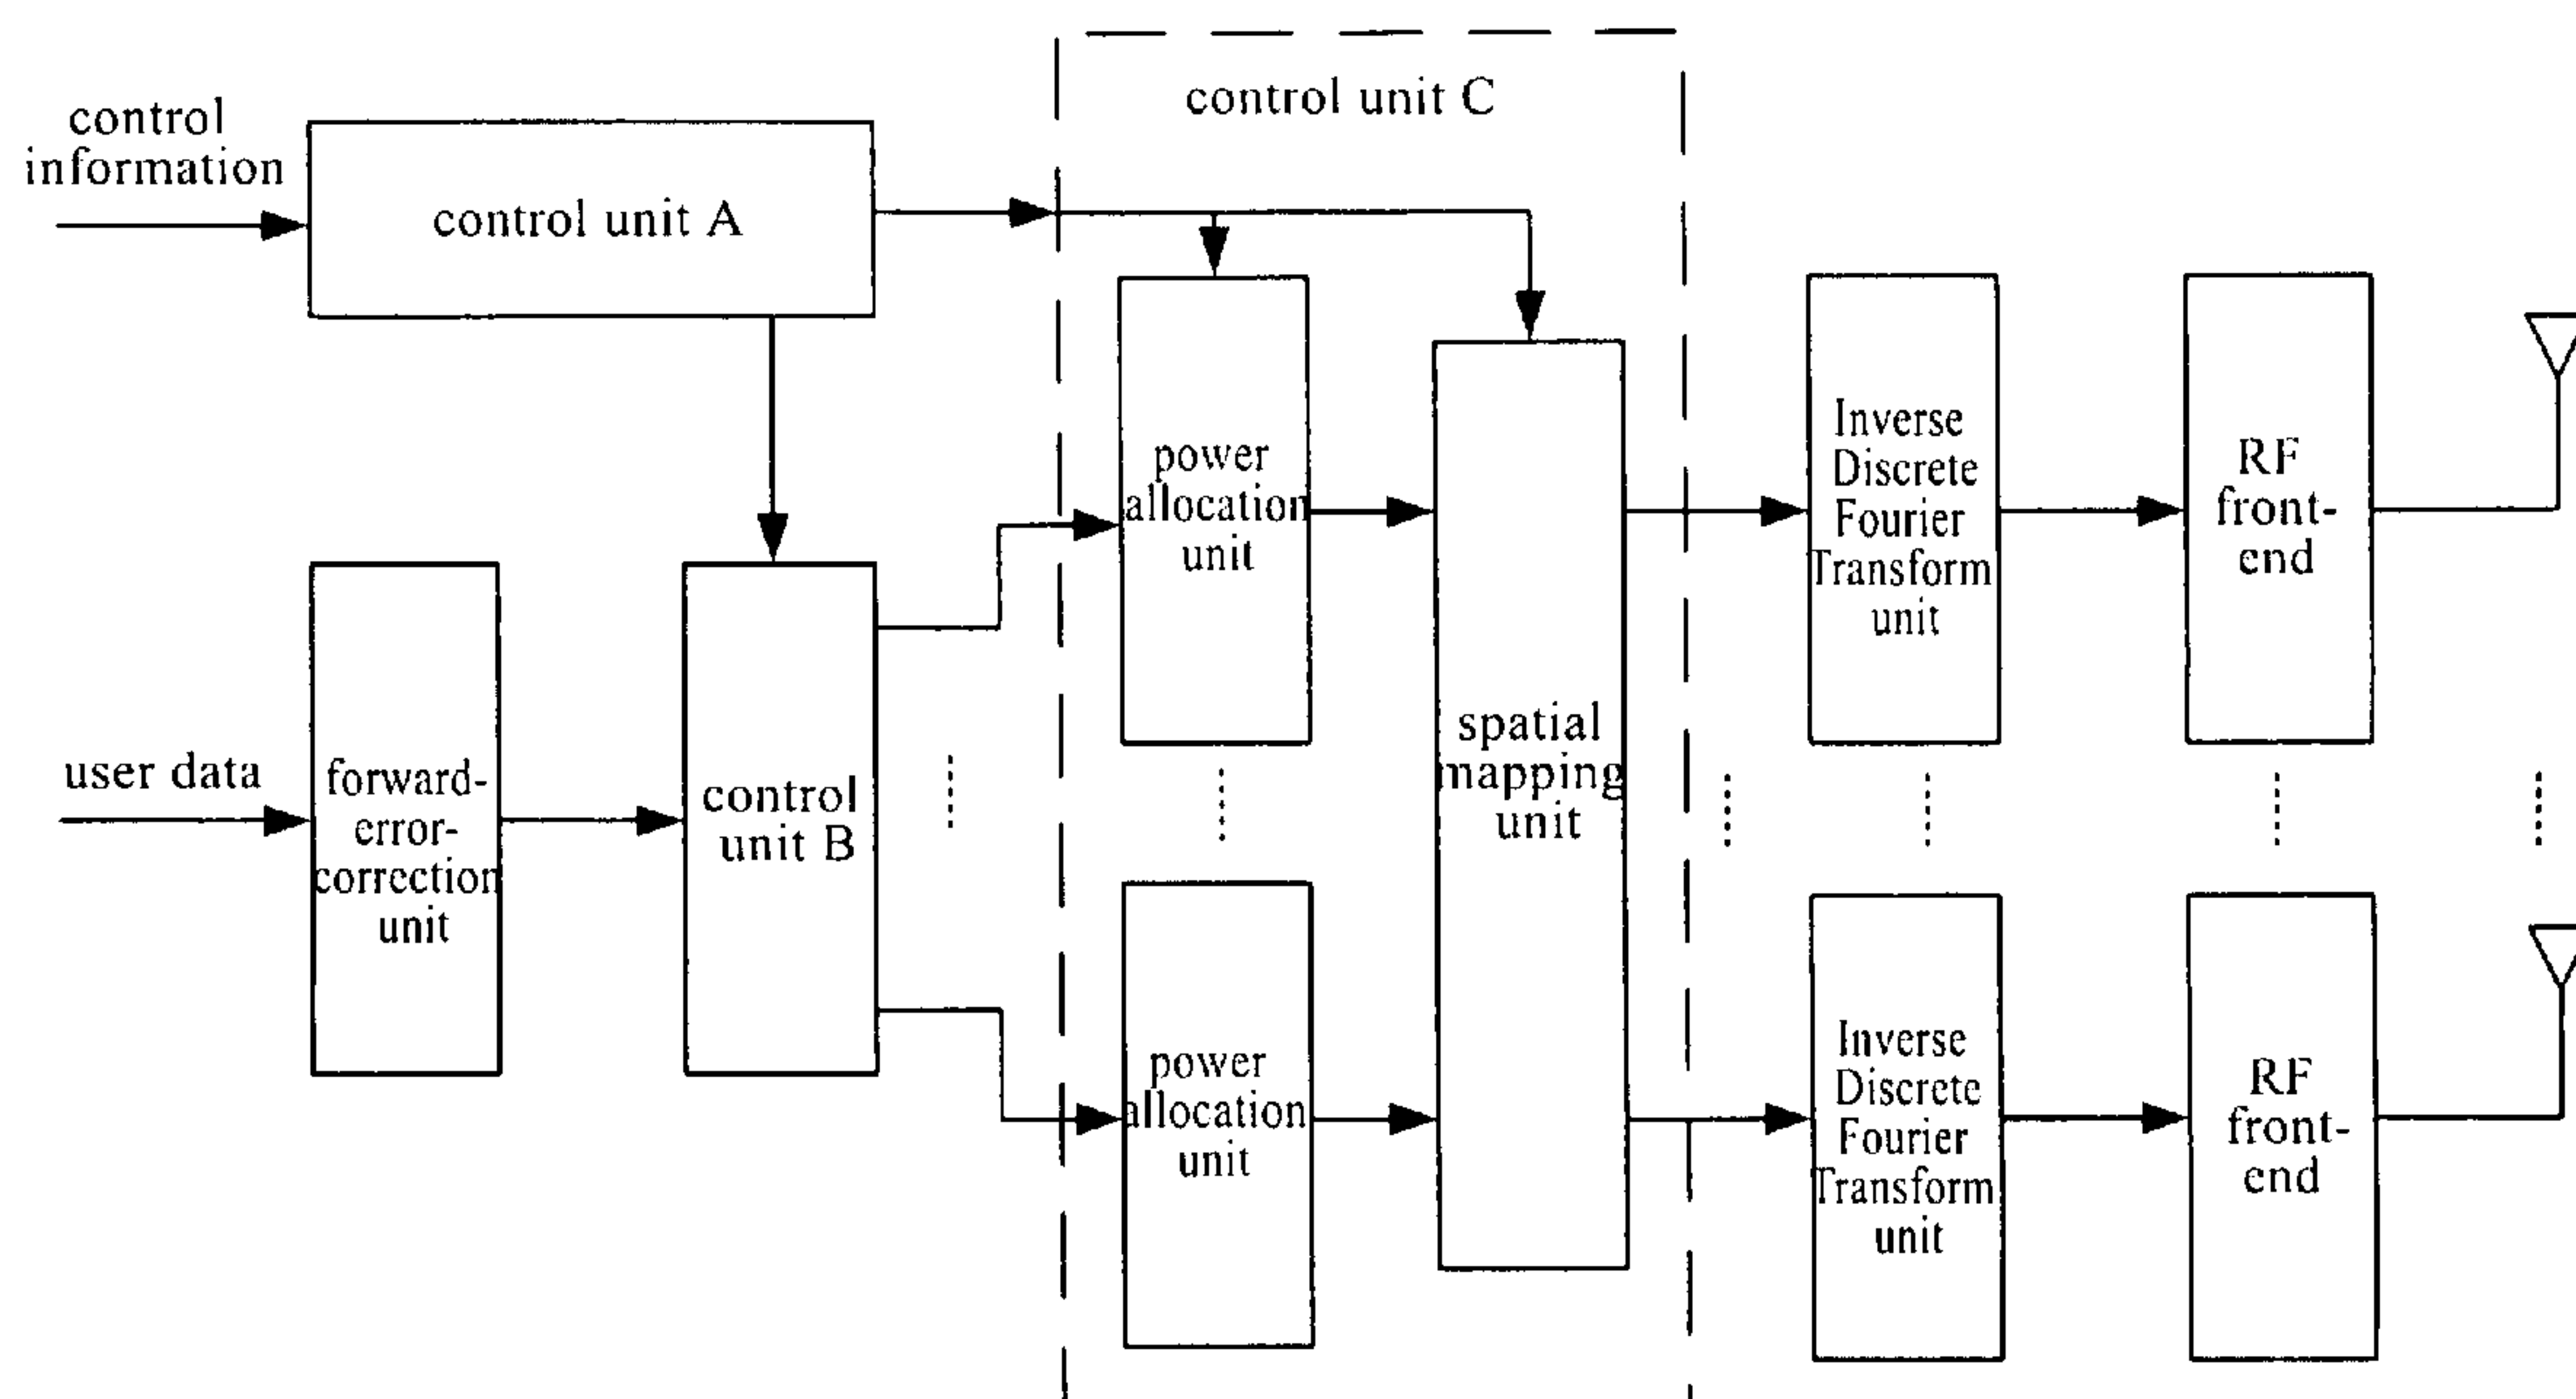 control unit C
control
information
control unit A
power
allocation
unit
Inverse
Discrete
Fourier
Transform
unit
RF
front-
end
user data
forward-
error-
correction
unit
control
unit B
spatial
mapping
unit
power
allocation
unit
Inverse
Discrete
Fourier
Transform
unit
RF
front-
end